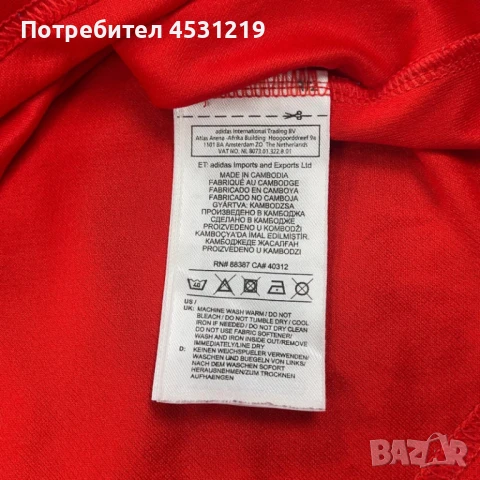 Потребител 4531219
adidas International Trading BV
Atlas Arena - Afrika Building Hoogoorddreef 9a
1101 BA Amsterdam ZO The Netherlands
VAT NO. NL 8073.01.322.B.01
ET: adidas Imports and Exports Ltd
MADE IN CAMBODIA
FABRIQUÉ AU CAMBODGE
FABRICADO EN CAMBOYA
FABRICADO NO CAMBOJA
GYÁRTVA: KAMBODZSA
ПРОИЗВЕДЕНО В КАМБОДЖА
СДЕЛАНО В КАМБОДЖЕ
PROIZVEDENO U KOMBODŽI
KAMBOÇYA'DA İMAL EDİLMİŞTİR.
КАМБОДЖЕДЕ ЖАСАЛҒАН
PROIZVEDENO U KAMBODŽI
RN# 88387 CA# 40312
40
US /
UK: MACHINE WASH WARM / DO NOT
BLEACH / DO NOT TUMBLE DRY / COOL
IRON IF NEEDED / DO NOT DRY CLEAN
DO NOT USE FABRIC SOFTENER /
WASH AND IRON INSIDE OUT/REMOVE
IMMEDIATELY/LINE DRY
D: KEINEN WEICHSPUELER VERWENDEN/
WASCHEN UND BUEGELN VON LINKS/
NACH DEM WASCHEN SOFORT
HERAUSNEHMEN/ZUM TROCKNEN
AUFHAENGEN
BAZAR